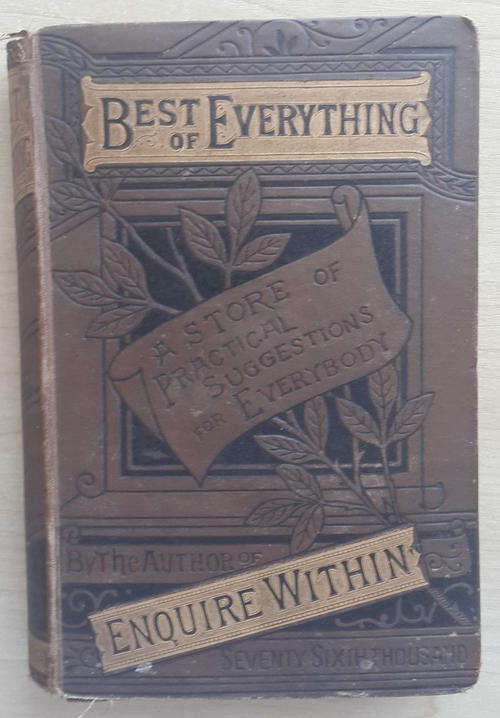 BEST OF EVERYTHING
A STORE OF
PRACTICAL
SUGGESTIONS
FOR EVERYBODY
BY THE AUTHOR OF
ENQUIRE WITHIN
SEVENTY SIXTH THOUSAND